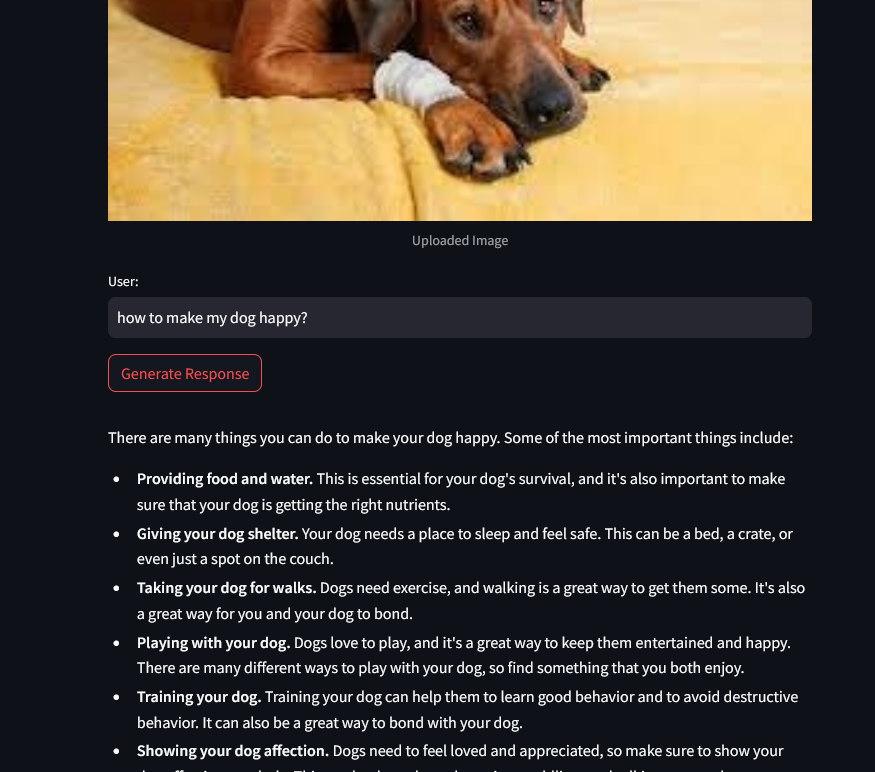 Uploaded Image
User:
how to make my dog happy?
Generate Response
There are many things you can do to make your dog happy. Some of the most important things include:
• Providing food and water. This is essential for your dog's survival, and it's also important to make
sure that your dog is getting the right nutrients.
• Giving your dog shelter. Your dog needs a place to sleep and feel safe. This can be a bed, a crate, or
even just a spot on the couch.
• Taking your dog for walks. Dogs need exercise, and walking is a great way to get them some. It's also
a great way for you and your dog to bond.
• Playing with your dog. Dogs love to play, and it's a great way to keep them entertained and happy.
There are many different ways to play with your dog, so find something that you both enjoy.
• Training your dog. Training your dog can help them to learn good behavior and to avoid destructive
behavior. It can also be a great way to bond with your dog.
• Showing your dog affection. Dogs need to feel loved and appreciated, so make sure to show your